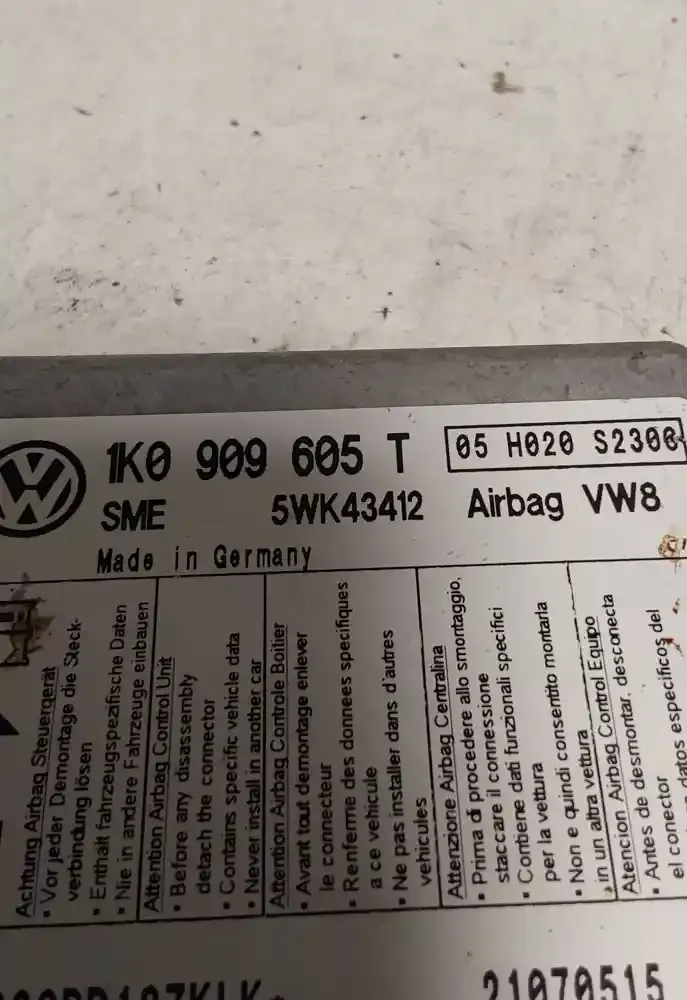 1K0 909 605 T
05 H020 S2300
SME 5WK43412 Airbag VW8
Made in Germany
Achtung Airbag Steuergerät
• Vor jeder Demontage die Steck-
verbindung lösen
• Enthält fahrzeugspezifische Daten
• Nie in andere Fahrzeuge einbauen
Attention Airbag Control Unit
• Before any disassembly
detach the connector
• Contains specific vehicle data
• Never install in another car
Attention Airbag Controle Boitier
• Avant tout demontage enlever
le connecteur
• Renferme des donnees specifiques
a ce vehicule
• Ne pas installer dans d'autres
vehicules
Attenzione Airbag Centralina
• Prima di procedere allo smontaggio,
staccare il connessione
• Contiene dati funzionali specifici
per la vettura
• Non e quindi consentito montarla
in un altra vettura
Atencion Airbag Control Equipo
• Antes de desmontar, desconecta
el conector
datos específicos del
21070515